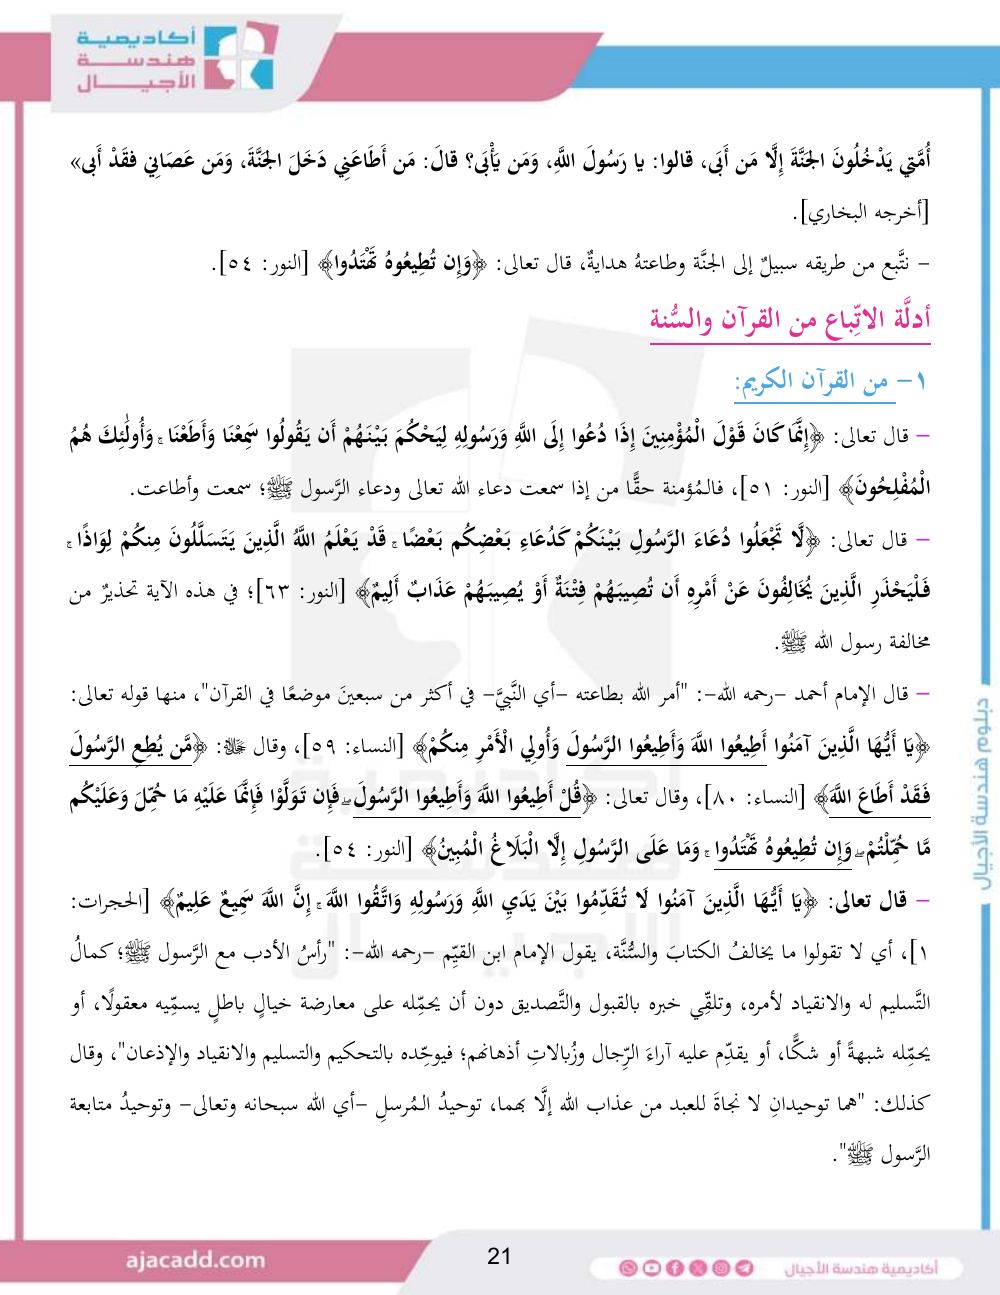 أكاديمية
هندسة
الأجيال
أُمَّتي يَدْخُلُونَ الجَنَّةَ إِلَّا مَن أَبَى، قالوا: يا رَسُولَ اللَّهِ، وَمَن يَأْبَى؟ قالَ: مَن أَطَاعَنِي دَخَلَ الجَنَّةَ، وَمَن عَصَانِي فقَدْ أَبى»
[أخرجه البخاري].
– نتَّبع من طريقه سبيلٌ إلى الجنَّة وطاعتهُ هدايةٌ، قال تعالى: ﴿وَإِن تُطِيعُوهُ تَهْتَدُوا﴾ [النور: ٥٤].
أدلَّة الاتِّباع من القرآن والسُّنة
١– من القرآن الكريم:
– قال تعالى: ﴿إِنَّمَا كَانَ قَوْلَ الْمُؤْمِنِينَ إِذَا دُعُوا إِلَى اللَّهِ وَرَسُولِهِ لِيَحْكُمَ بَيْنَهُمْ أَن يَقُولُوا سَمِعْنَا وَأَطَعْنَا ۚ وَأُولَٰئِكَ هُمُ
الْمُفْلِحُونَ﴾ [النور: ٥١]، فالمُؤمنة حقًّا من إذا سمعت دعاء الله تعالى ودعاء الرَّسول ﷺ؛ سمعت وأطاعت.
– قال تعالى: ﴿لَّا تَجْعَلُوا دُعَاءَ الرَّسُولِ بَيْنَكُمْ كَدُعَاءِ بَعْضِكُم بَعْضًا ۚ قَدْ يَعْلَمُ اللَّهُ الَّذِينَ يَتَسَلَّلُونَ مِنكُمْ لِوَاذًا ۚ
فَلْيَحْذَرِ الَّذِينَ يُخَالِفُونَ عَنْ أَمْرِهِ أَن تُصِيبَهُمْ فِتْنَةٌ أَوْ يُصِيبَهُمْ عَذَابٌ أَلِيمٌ﴾ [النور: ٦٣]؛ في هذه الآية تحذيرٌ من
مخالفة رسول الله ﷺ.
– قال الإمام أحمد –رحمه الله–: "أمر الله بطاعته –أي النَّبيَّ– في أكثر من سبعينَ موضعًا في القرآن"، منها قوله تعالى:
﴿يَا أَيُّهَا الَّذِينَ آمَنُوا أَطِيعُوا اللَّهَ وَأَطِيعُوا الرَّسُولَ وَأُولِي الْأَمْرِ مِنكُمْ﴾ [النساء: ٥٩]، وقال ﷻ: ﴿مَّن يُطِعِ الرَّسُولَ
فَقَدْ أَطَاعَ اللَّهَ﴾ [النساء: ٨٠]، وقال تعالى: ﴿قُلْ أَطِيعُوا اللَّهَ وَأَطِيعُوا الرَّسُولَ ۖ فَإِن تَوَلَّوْا فَإِنَّمَا عَلَيْهِ مَا حُمِّلَ وَعَلَيْكُم
مَّا حُمِّلْتُمْ ۖ وَإِن تُطِيعُوهُ تَهْتَدُوا ۚ وَمَا عَلَى الرَّسُولِ إِلَّا الْبَلَاغُ الْمُبِينُ﴾ [النور: ٥٤].
– قال تعالى: ﴿يَا أَيُّهَا الَّذِينَ آمَنُوا لَا تُقَدِّمُوا بَيْنَ يَدَيِ اللَّهِ وَرَسُولِهِ وَاتَّقُوا اللَّهَ ۚ إِنَّ اللَّهَ سَمِيعٌ عَلِيمٌ﴾ [الحجرات:
١]، أي لا تقولوا ما يخالفُ الكتابَ والسُّنَّة، يقول الإمام ابن القيِّم –رحمه الله–: "رأسُ الأدب مع الرَّسول ﷺ؛ كمالُ
التَّسليم له والانقياد لأمره، وتلقِّي خبره بالقبول والتَّصديق دون أن يحمِّله على معارضة خيالٍ باطلٍ يسمِّيه معقولًا، أو
يحمِّله شبهةً أو شكًّا، أو يقدِّم عليه آراءَ الرِّجال وزُبالاتِ أذهانهم؛ فيوحِّده بالتحكيم والتسليم والانقياد والإذعان"، وقال
كذلك: "هما توحيدانِ لا نجاةَ للعبد من عذاب الله إلَّا بهما، توحيدُ المُرسلِ –أي الله سبحانه وتعالى– وتوحيدُ متابعة
الرَّسول ﷺ".
دبلوم هندسة الأجيال
أكاديمية
هندسة
الأجيال
ajacadd.com
21
أكاديمية هندسة الأجيال